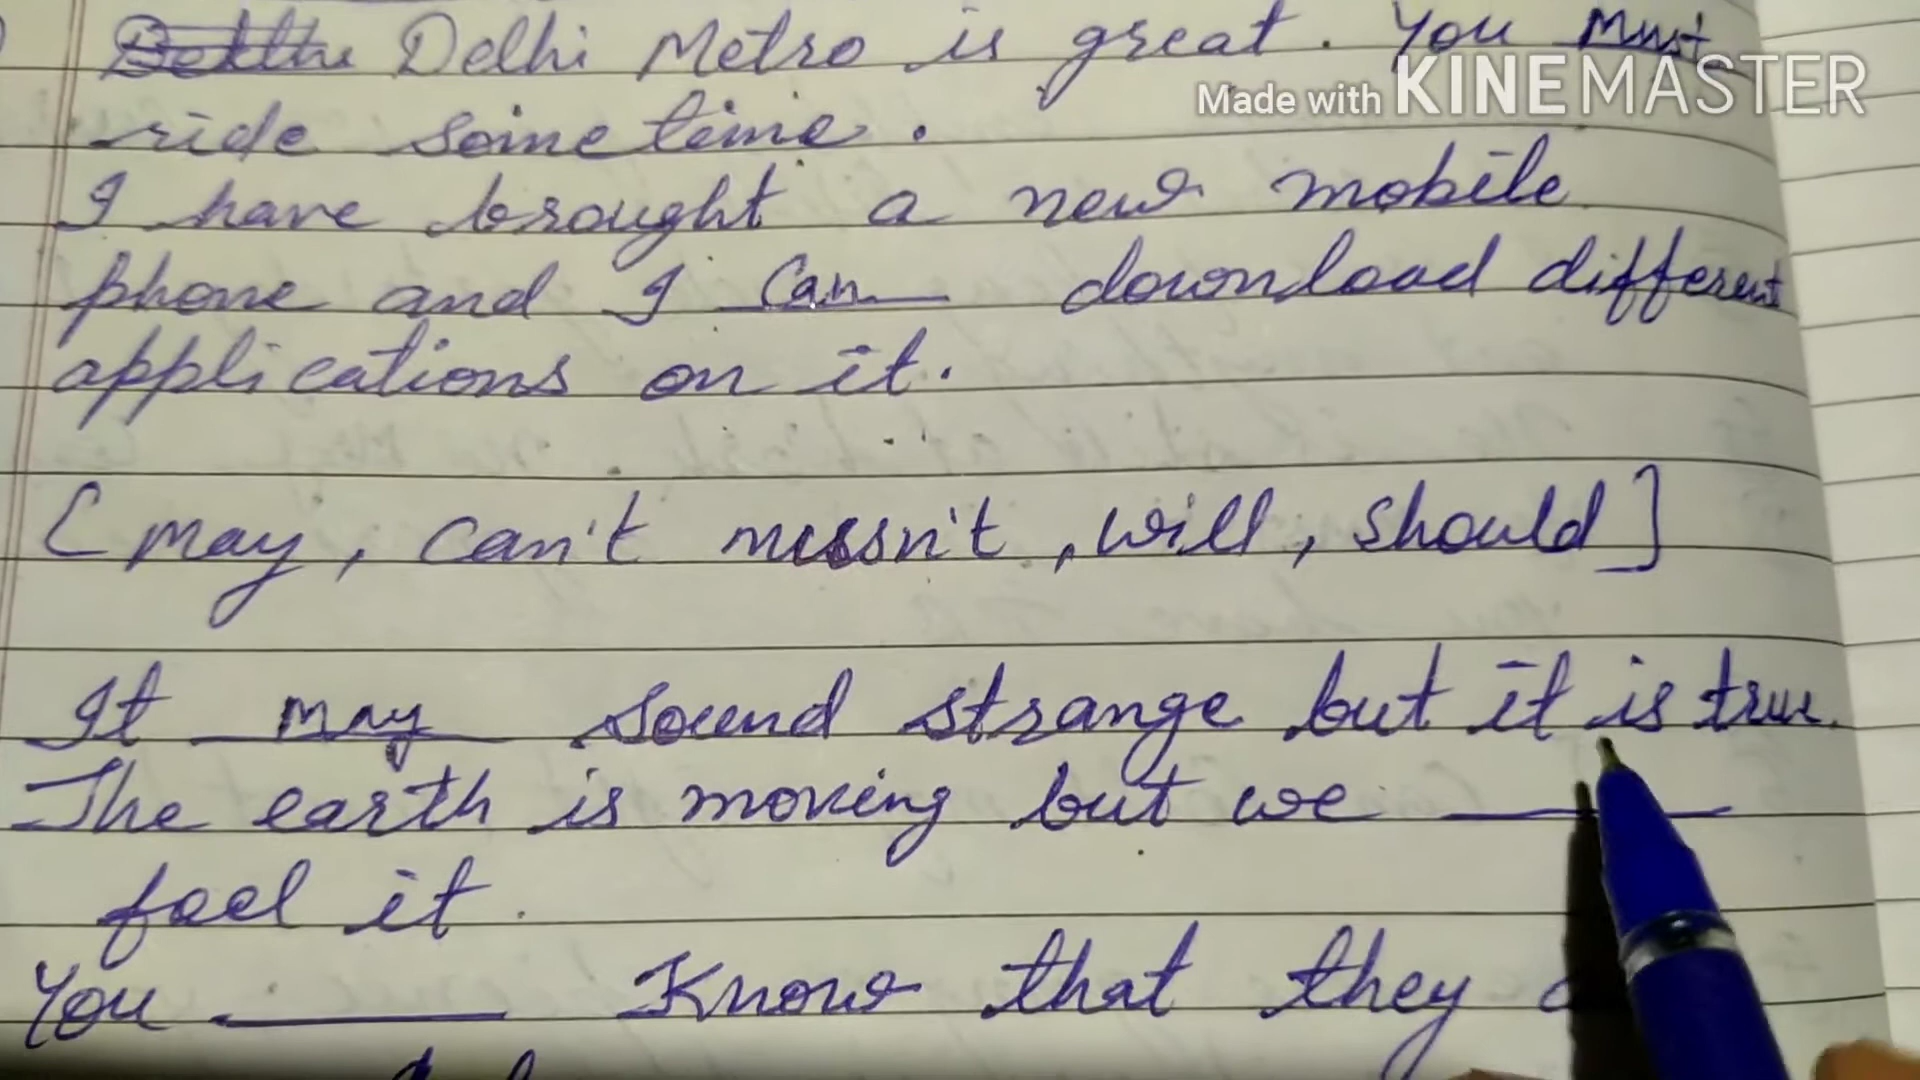 Delhi Metro is great. You Must
Made with KINEMASTER
ride sometime.
I have brought a new mobile
phone and I can download different
applications on it.
[ may, can't mussn't, will, should ]
It may sound strange but it is true.
The earth is moving but we
feel it.
You Know that they